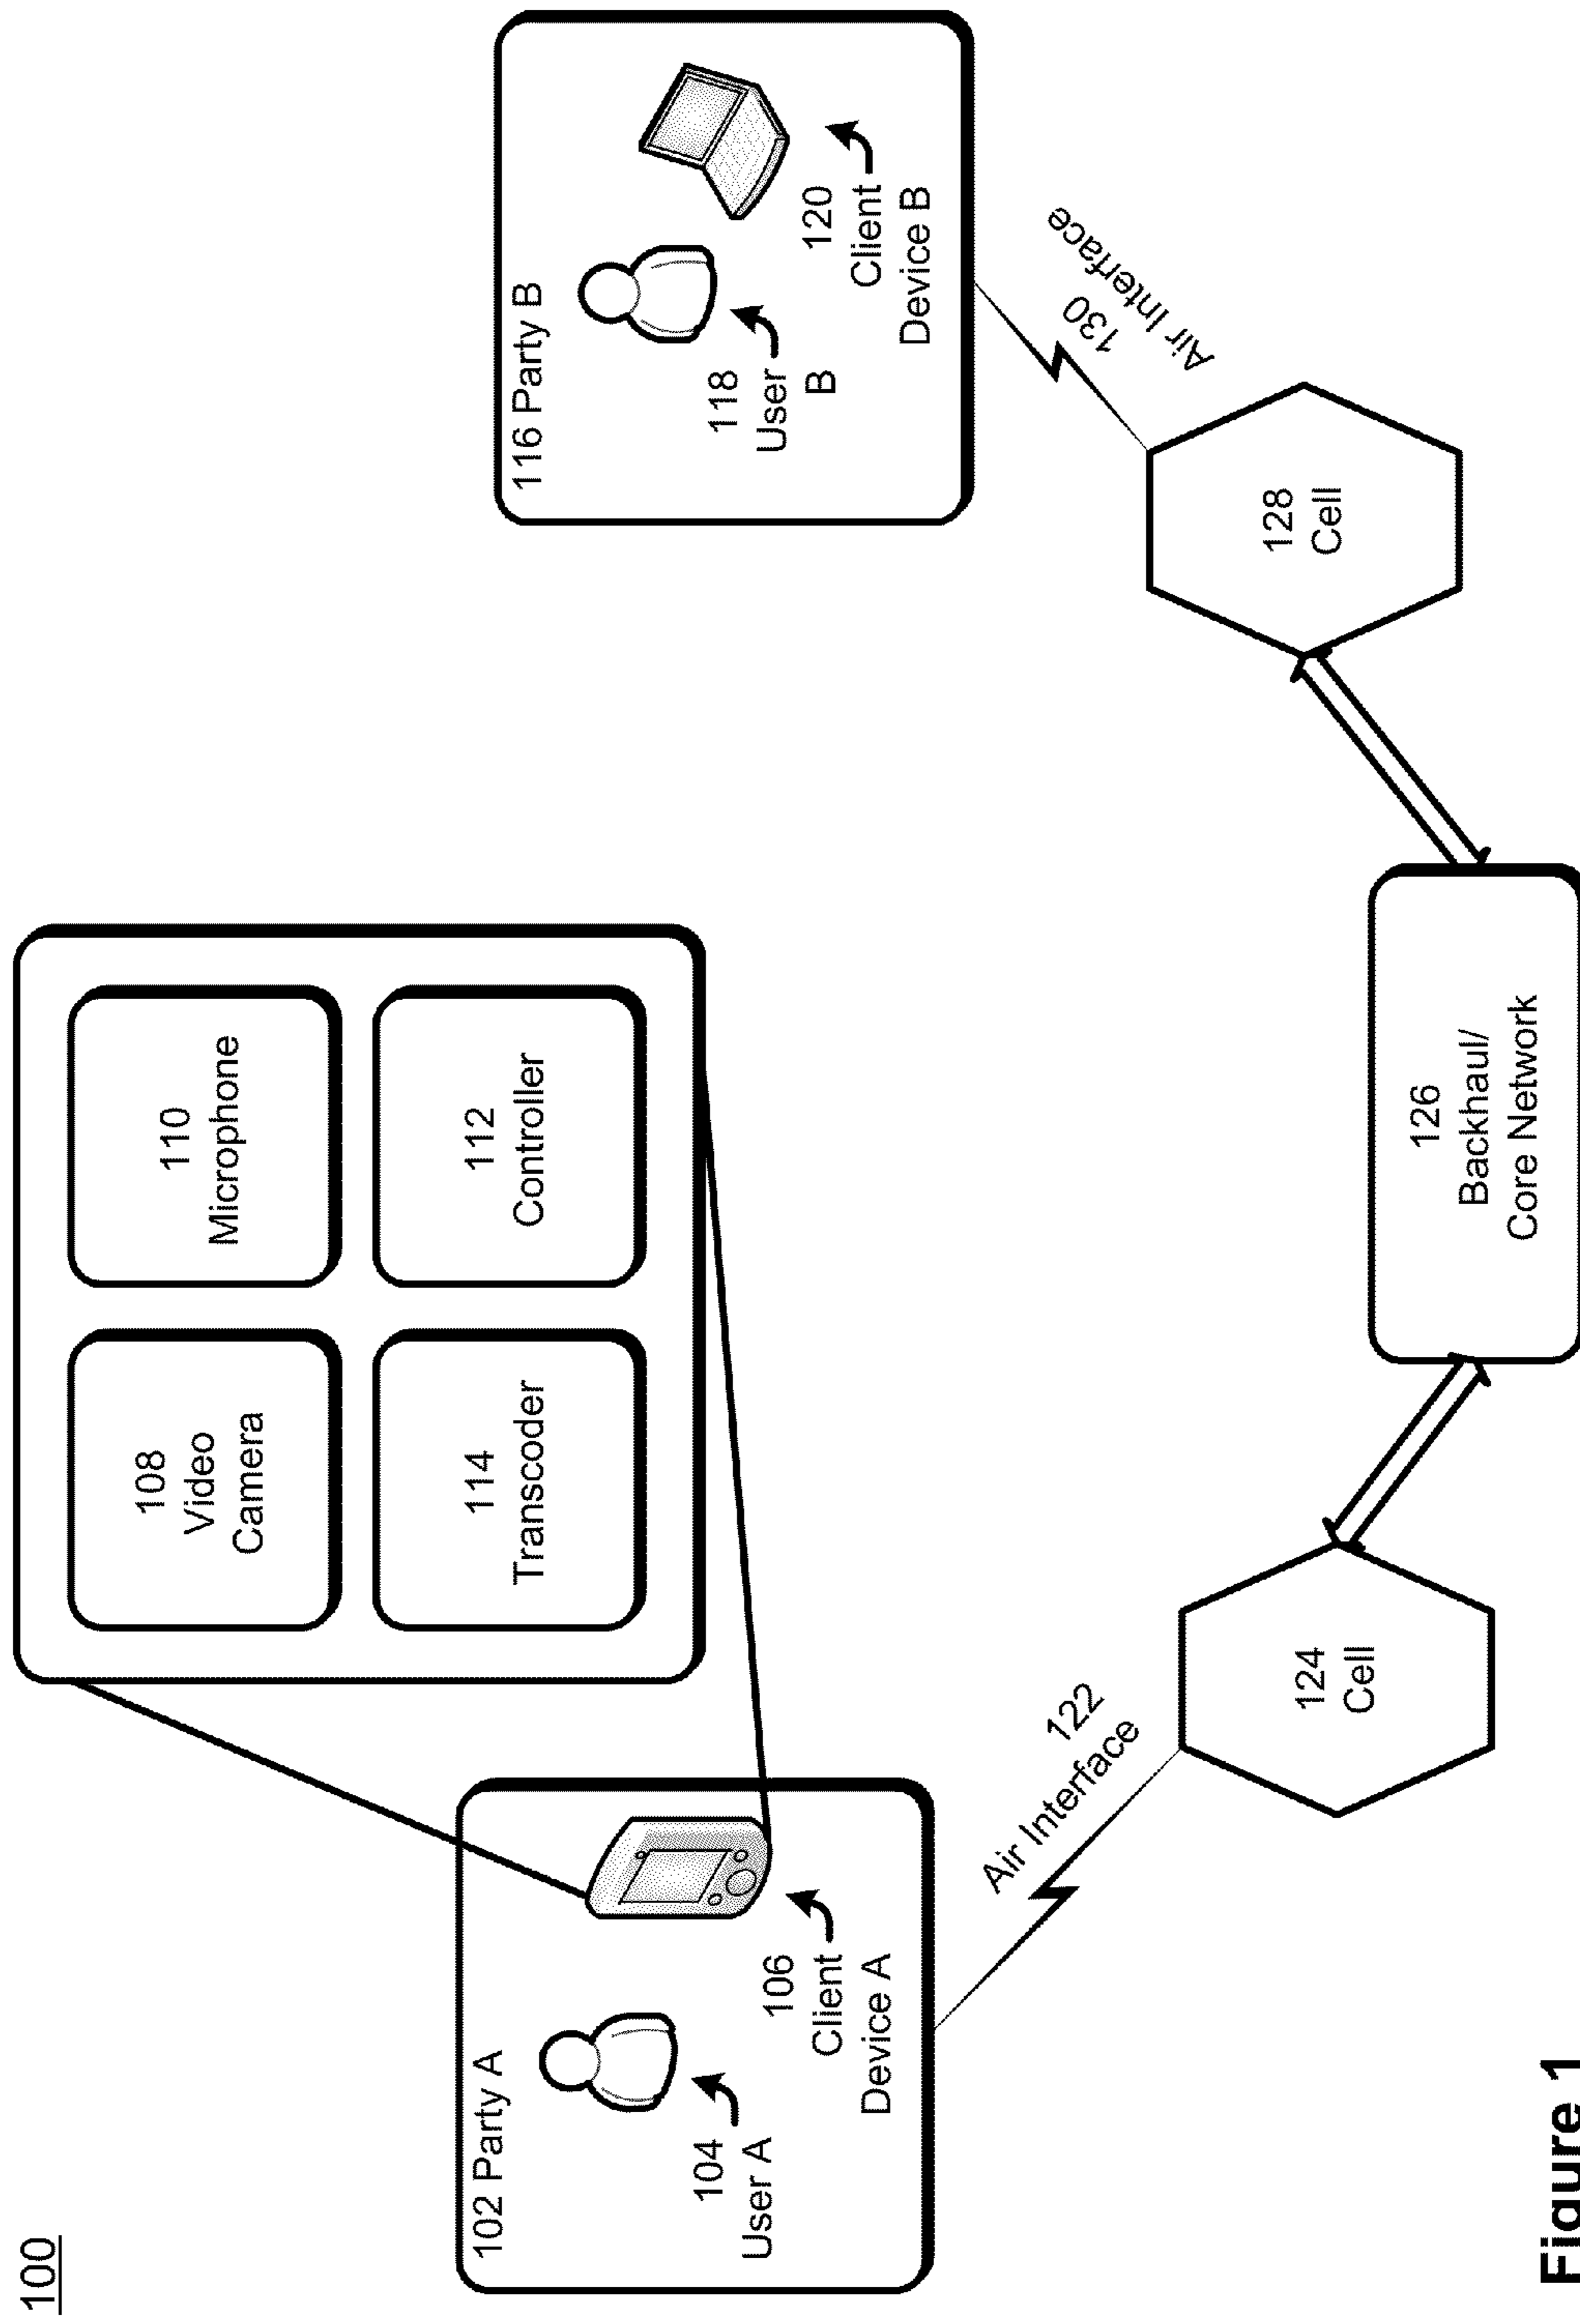 100
108
Video
Camera
110
Microphone
114
Transcoder
112
Controller
102 Party A
104
User A
106
Client
Device A
116 Party B
118
User
B
120
Client
Device B
122
Air Interface
130
Air Interface
124
Cell
126
Backhaul/
Core Network
128
Cell
Figure 1